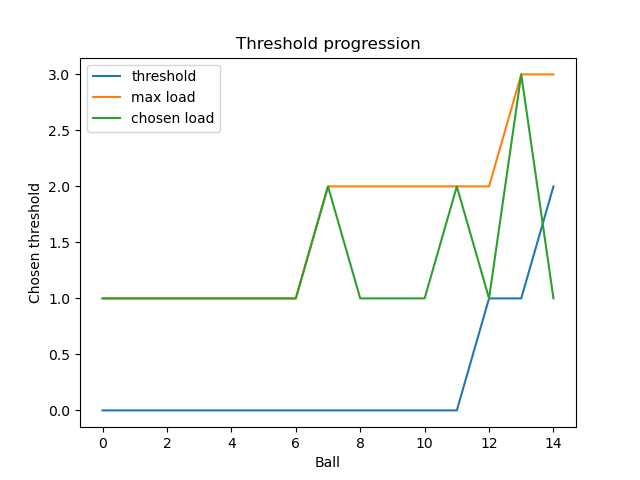 Threshold progression
threshold
max load
chosen load
Chosen threshold
3.0
2.5
2.0
1.5
1.0
0.5
0.0
0 2 4 6 8 10 12 14
Ball